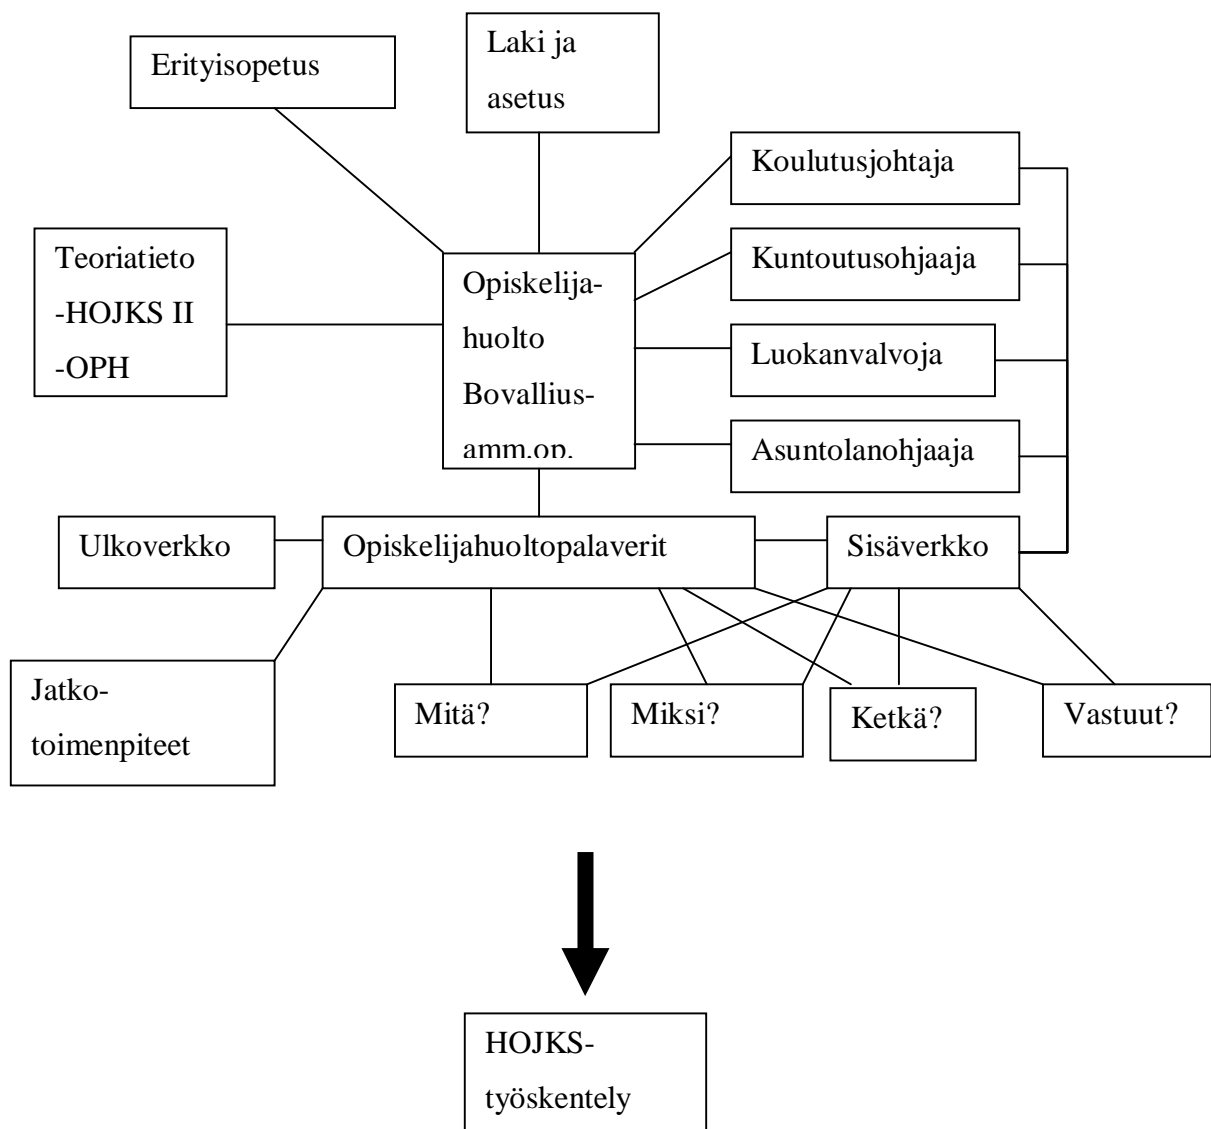 Erityisopetus
Laki ja
asetus
Koulutusjohtaja
Teoriatieto
-HOJKS II
-OPH
Opiskelija-
huolto
Bovallius-
amm.op.
Kuntoutusohjaaja
Luokanvalvoja
Asuntolanohjaaja
Ulkoverkko
Opiskelijahuoltopalaverit
Sisäverkko
Jatko-
toimenpiteet
Mitä?
Miksi?
Ketkä?
Vastuut?
HOJKS-
työskentely